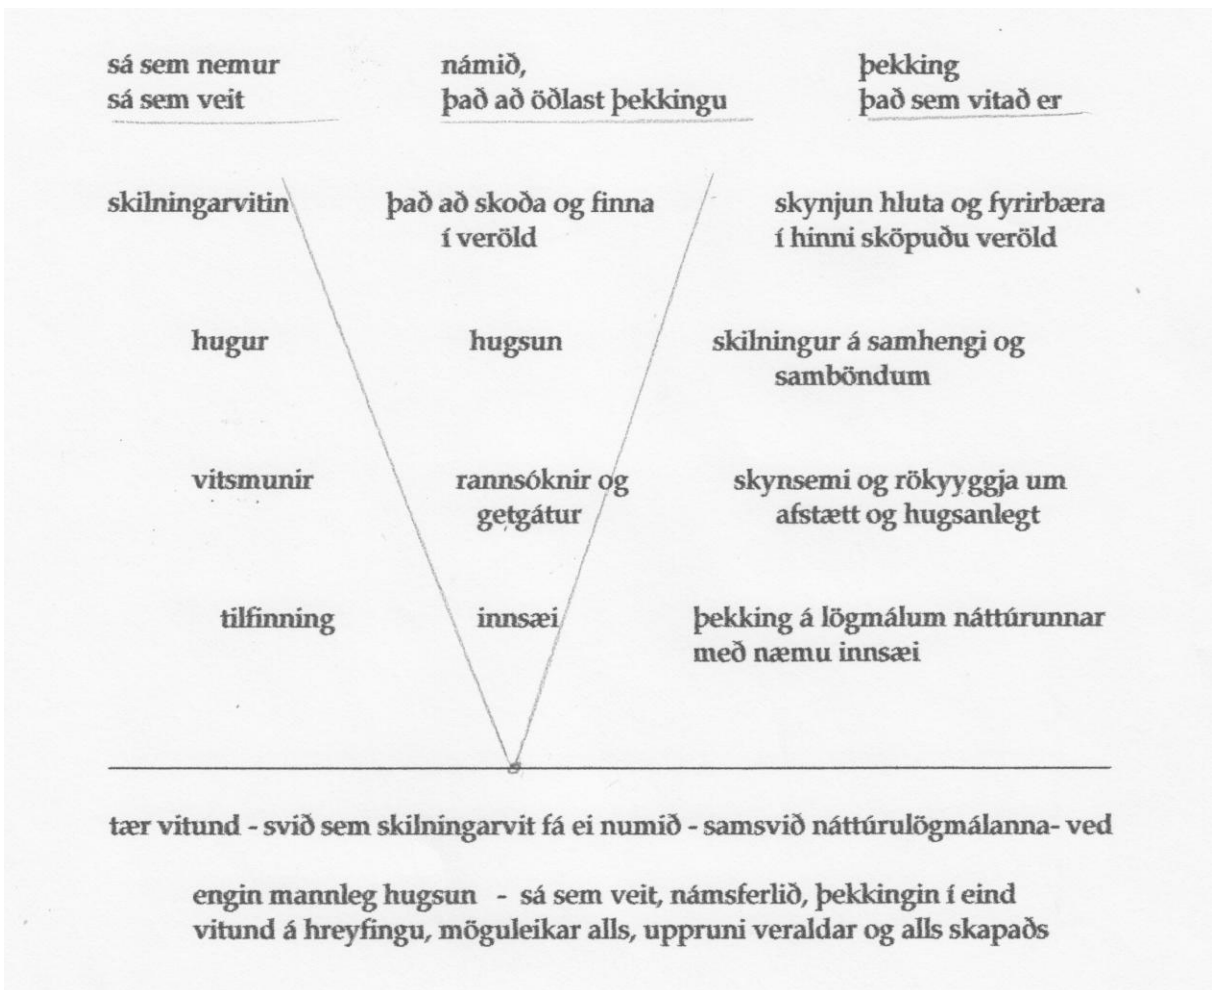 sá sem nemur námið, þekking
sá sem veit það að öðlast þekkingu það sem vitað er
skilningarvitin það að skoða og finna skynjun hluta og fyrirbæra
í veröld í hinni sköpuðu veröld
hugur hugsun skilningur á samhengi og
samböndum
vitsmunir rannsóknir og skynsemi og rökyyggja um
getgátur afstætt og hugsanlegt
tilfinning innsæi þekking á lögmálum náttúrunnar
með næmu innsæi
tær vitund - svið sem skilningarvit fá ei numið - samsvið náttúrulögmálanna- ved
engin mannleg hugsun - sá sem veit, námsferlið, þekkingin í eind
vitund á hreyfingu, möguleikar alls, uppruni veraldar og alls skapaðs